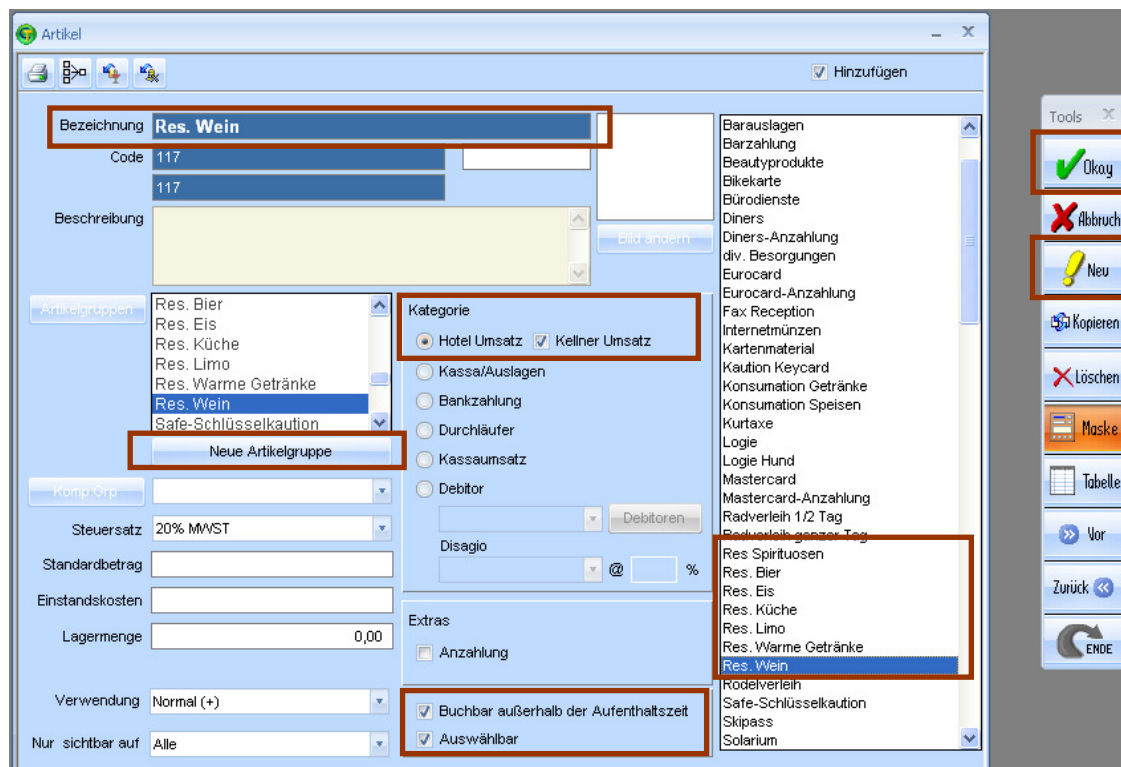 Artikel
Hinzufügen
Bezeichnung Res. Wein
Code 117
117
Beschreibung
Bild ändern
Artikelgruppen
Res. Bier
Res. Eis
Res. Küche
Res. Limo
Res. Warme Getränke
Res. Wein
Safe-Schlüsselkaution
Neue Artikelgruppe
Komp.Grp
Steuersatz 20% MWST
Standardbetrag
Einstandskosten
Lagermenge 0,00
Verwendung Normal (+)
Nur sichtbar auf Alle
Kategorie
Hotel Umsatz Kellner Umsatz
Kassa/Auslagen
Bankzahlung
Durchläufer
Kassaumsatz
Debitor
Debitoren
Disagio
@ %
Extras
Anzahlung
Buchbar außerhalb der Aufenthaltszeit
Auswählbar
Barauslagen
Barzahlung
Beautyprodukte
Bikekarte
Bürodienste
Diners
Diners-Anzahlung
div. Besorgungen
Eurocard
Eurocard-Anzahlung
Fax Reception
Internetmünzen
Kartenmaterial
Kaution Keycard
Konsumation Getränke
Konsumation Speisen
Kurtaxe
Logie
Logie Hund
Mastercard
Mastercard-Anzahlung
Radverleih 1/2 Tag
Radverleih ganzer Tag
Res Spirituosen
Res. Bier
Res. Eis
Res. Küche
Res. Limo
Res. Warme Getränke
Res. Wein
Rodelverleih
Safe-Schlüsselkaution
Skipass
Solarium
Tools
Okay
Abbruch
Neu
Kopieren
Löschen
Maske
Tabelle
Vor
Zurück
ENDE